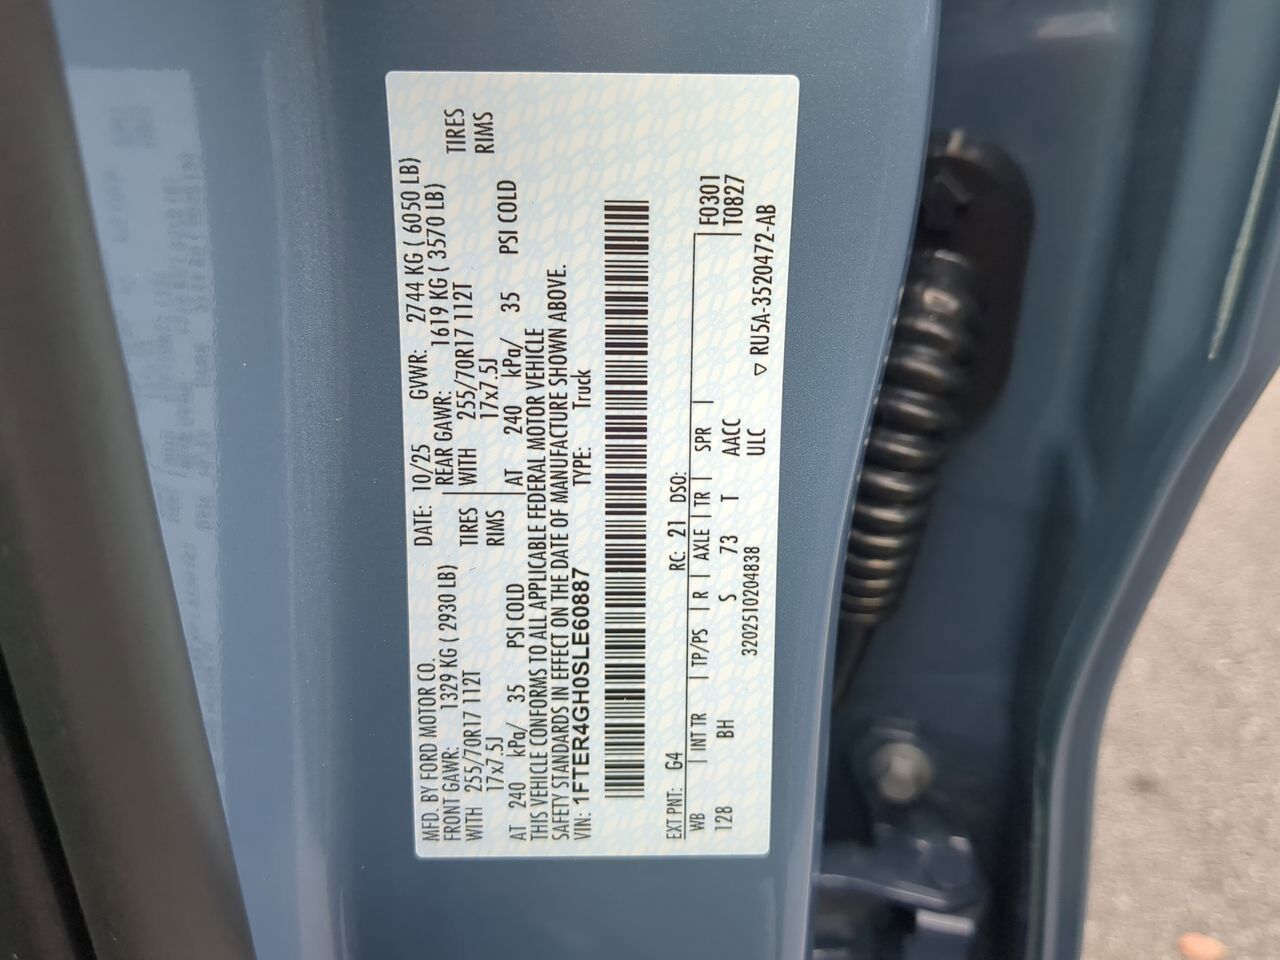 MFD. BY FORD MOTOR CO. DATE: 10/25 GVWR: 2744 KG ( 6050 LB)
FRONT GAWR: 1329 KG ( 2930 LB) REAR GAWR: 1619 KG ( 3570 LB)
WITH 255/70R17 112T TIRES WITH 255/70R17 112T TIRES
17x7.5J RIMS 17x7.5J RIMS
AT 240 kPa/ 35 PSI COLD AT 240 kPa/ 35 PSI COLD
THIS VEHICLE CONFORMS TO ALL APPLICABLE FEDERAL MOTOR VEHICLE
SAFETY STANDARDS IN EFFECT ON THE DATE OF MANUFACTURE SHOWN ABOVE.
VIN: 1FTER4GH0SLE60887 TYPE: Truck
EXT PNT: G4 RC: 21 DSO:
WB INT TR TP/PS R AXLE TR SPR F0301
128 BH S 73 T AACC T0827
3202510204838 ULC ▽ RU5A-3520472-AB